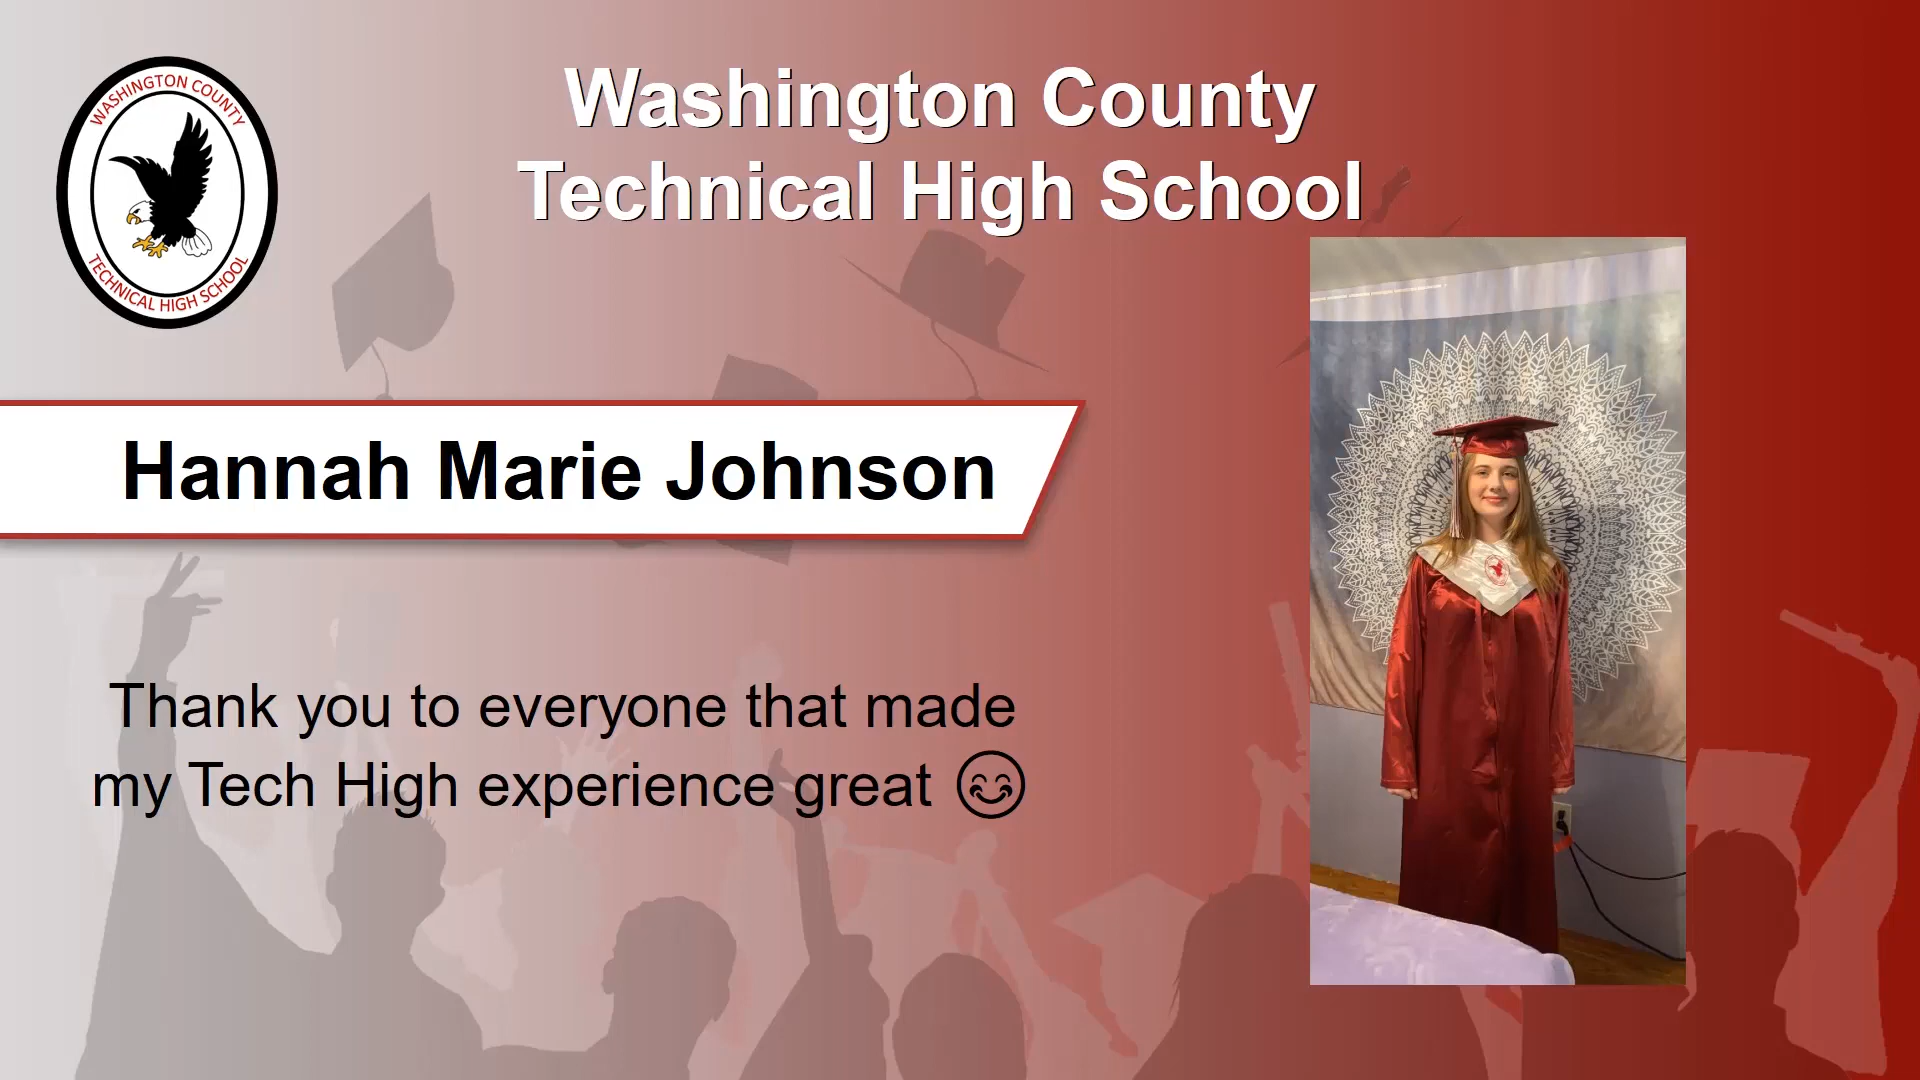 WASHINGTON COUNTY
TECHNICAL HIGH SCHOOL
Washington County
Technical High School
Hannah Marie Johnson
Thank you to everyone that made
my Tech High experience great 😊